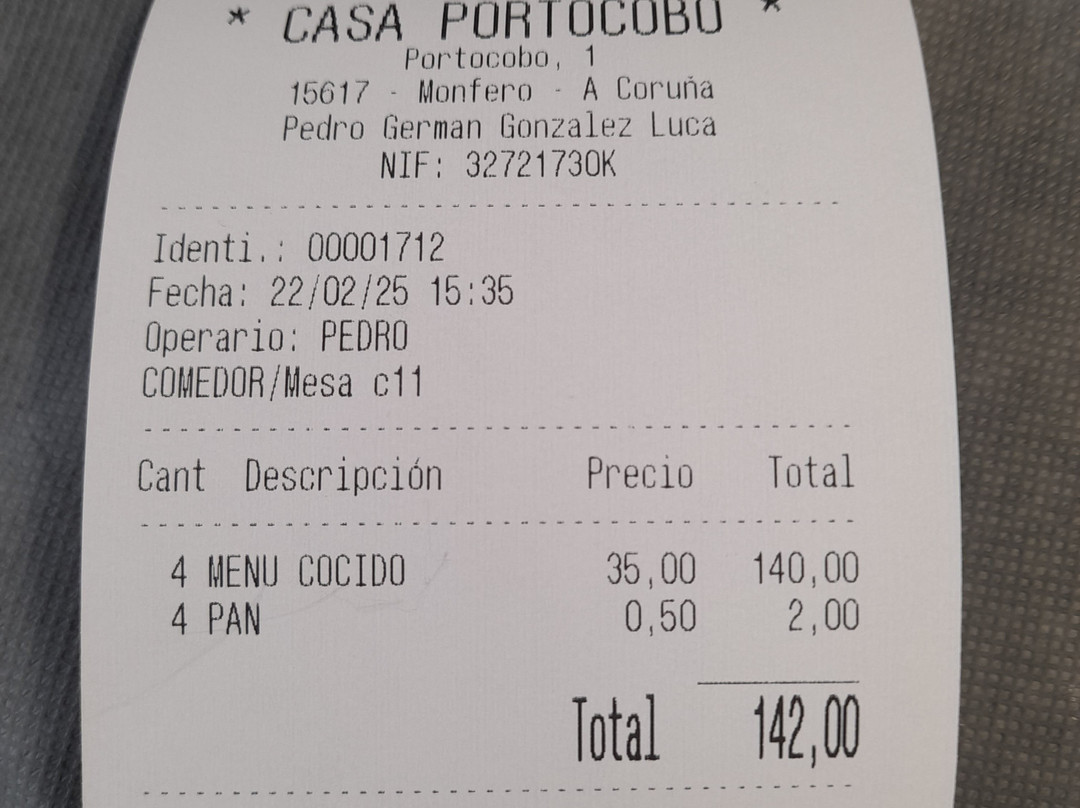 * CASA PORTOCOBO *
Portocobo, 1
15617 - Monfero - A Coruña
Pedro German Gonzalez Luca
NIF: 32721730K
Identi.: 00001712
Fecha: 22/02/25 15:35
Operario: PEDRO
COMEDOR/Mesa c11
Cant Descripción Precio Total
4 MENU COCIDO 35,00 140,00
4 PAN 0,50 2,00
Total 142,00